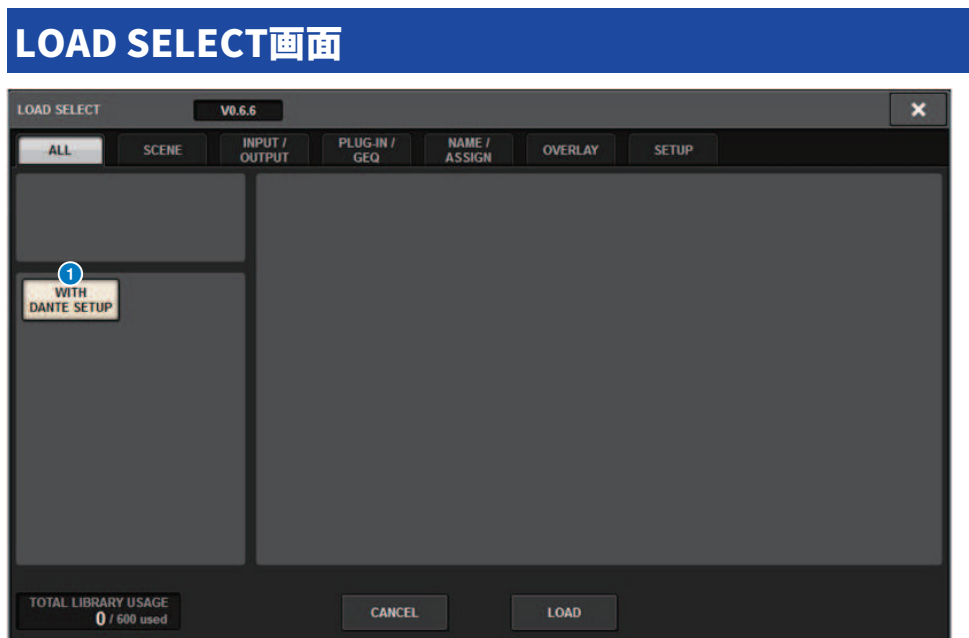 LOAD SELECT画面
LOAD SELECT V0.6.6
ALL SCENE INPUT / OUTPUT PLUG-IN / GEQ NAME / ASSIGN OVERLAY SETUP
1
WITH
DANTE SETUP
TOTAL LIBRARY USAGE
0 / 600 used
CANCEL LOAD